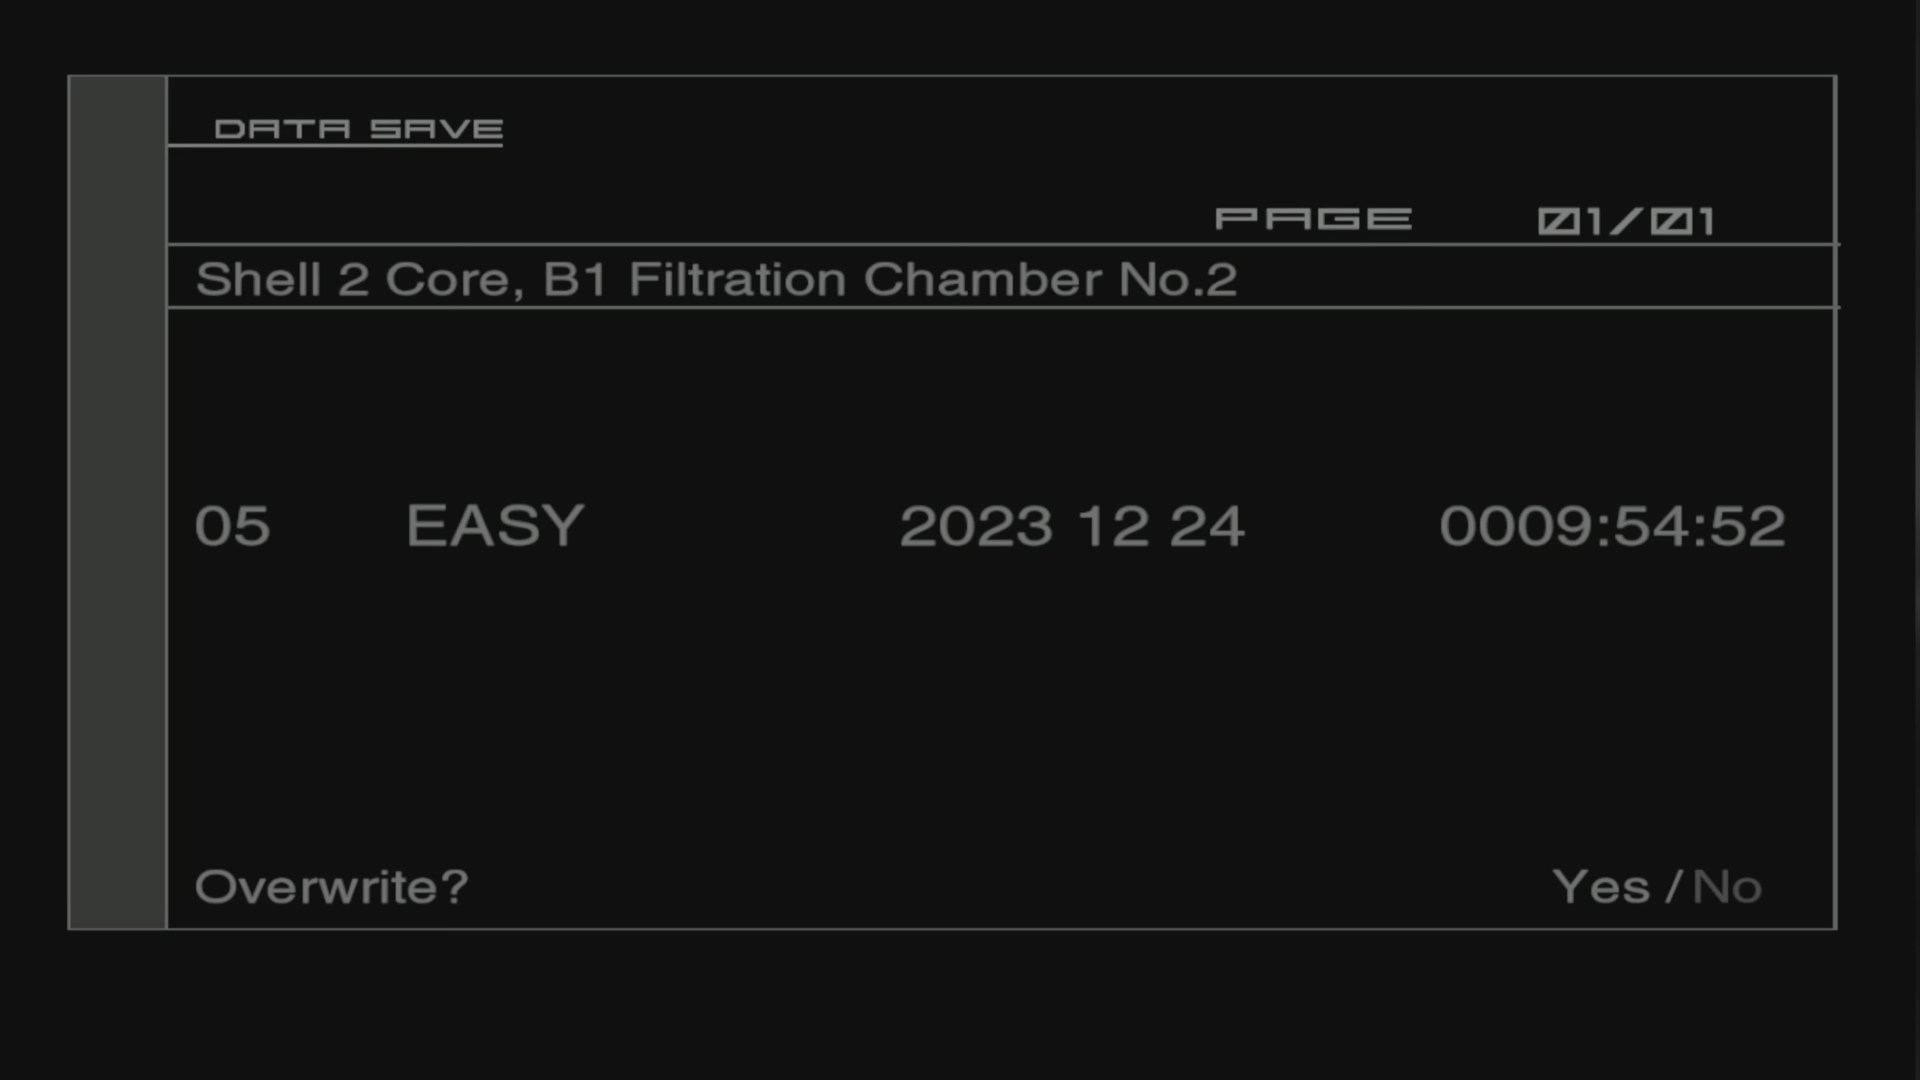 DATA SAVE
PAGE 01/01
Shell 2 Core, B1 Filtration Chamber No.2
05 EASY 2023 12 24 0009:54:52
Overwrite? Yes / No